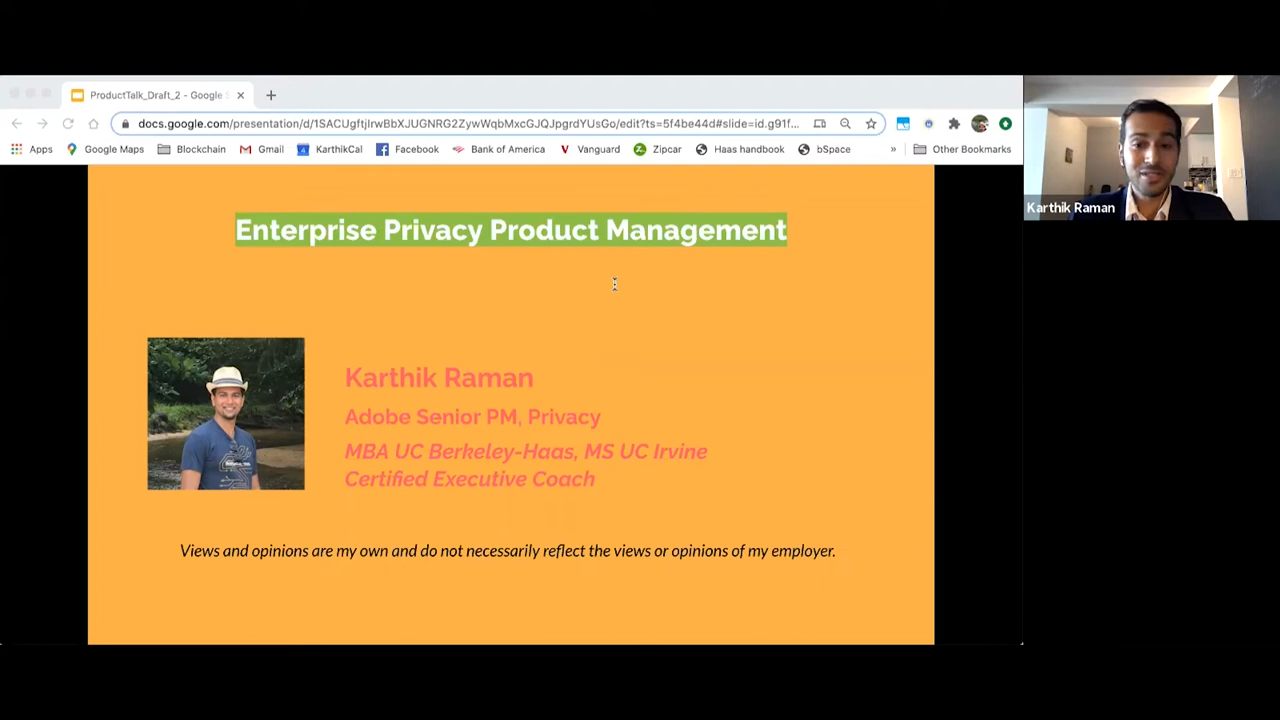 ProductTalk_Draft_2 - Google S
docs.google.com/presentation/d/1SACUgftjIrwBbXJUGNRG2ZywWqbMxcGJQJpgrdYUsGo/edit?ts=5f4be44d#slide=id.g91f...
Apps Google Maps Blockchain Gmail KarthikCal Facebook Bank of America Vanguard Zipcar Haas handbook bSpace » Other Bookmarks
Karthik Raman
Enterprise Privacy Product Management
Karthik Raman
Adobe Senior PM, Privacy
MBA UC Berkeley-Haas, MS UC Irvine
Certified Executive Coach
Views and opinions are my own and do not necessarily reflect the views or opinions of my employer.